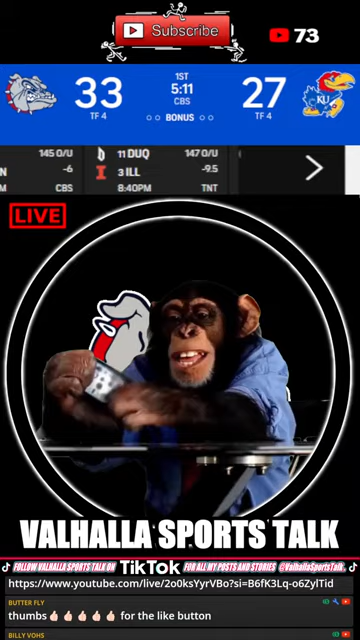 Subscribe
73
33
TF 4
1ST
5:11
CBS
BONUS
27
TF 4
KU
145 O/U
-6
CBS
11 DUQ
147 O/U
3 ILL
-9.5
8:40PM
TNT
LIVE
VALHALLA SPORTS TALK
FOLLOW VALHALLA SPORTS TALK ON TikTok FOR ALL MY POSTS AND STORIES @ValhallaSportsTalk
https://www.youtube.com/live/2o0ksYyrVBo?si=B6fK3Lq-o6ZylTid
BUTTER FLY
thumbs👍🏻👍🏻👍🏻👍🏻👍🏻 for the like button
BILLY VOHS